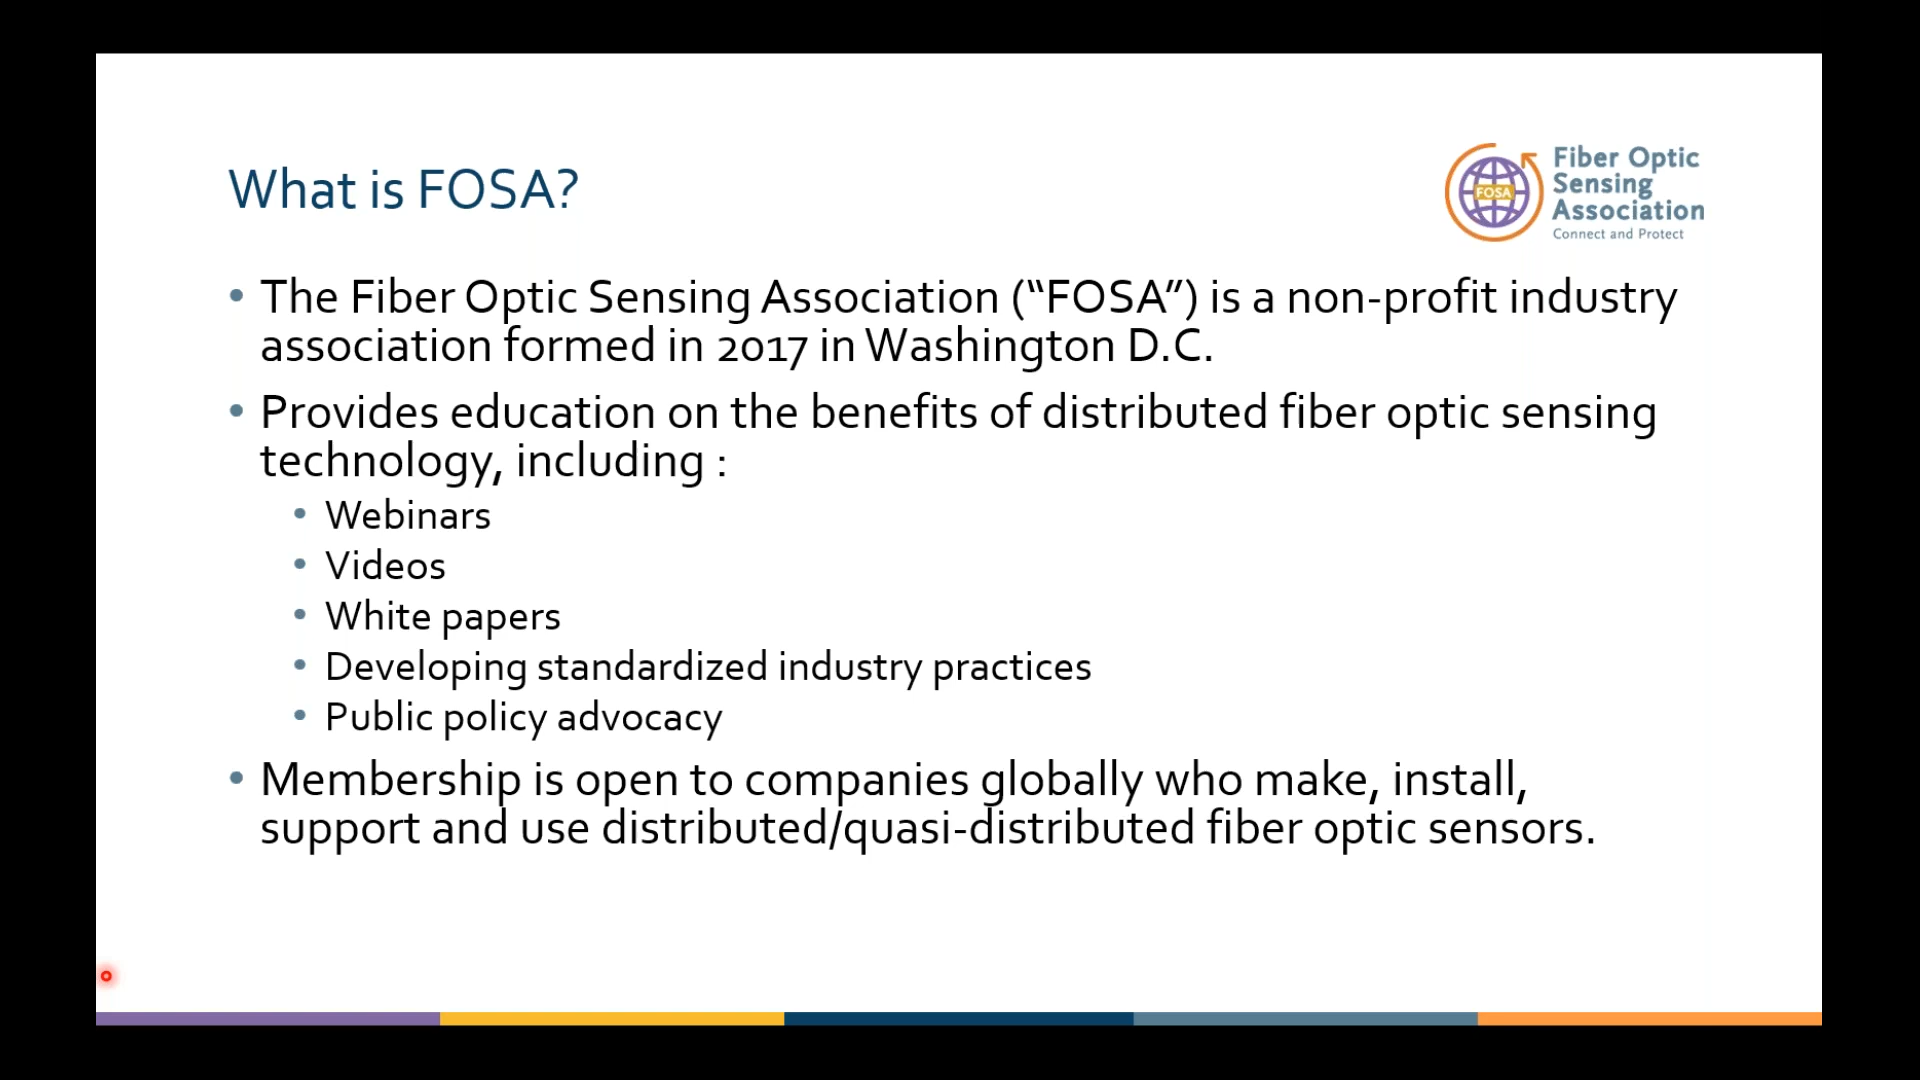 What is FOSA?
FOSA
Fiber Optic
Sensing
Association
Connect and Protect
• The Fiber Optic Sensing Association (“FOSA”) is a non-profit industry
association formed in 2017 in Washington D.C.
• Provides education on the benefits of distributed fiber optic sensing
technology, including :
• Webinars
• Videos
• White papers
• Developing standardized industry practices
• Public policy advocacy
• Membership is open to companies globally who make, install,
support and use distributed/quasi-distributed fiber optic sensors.